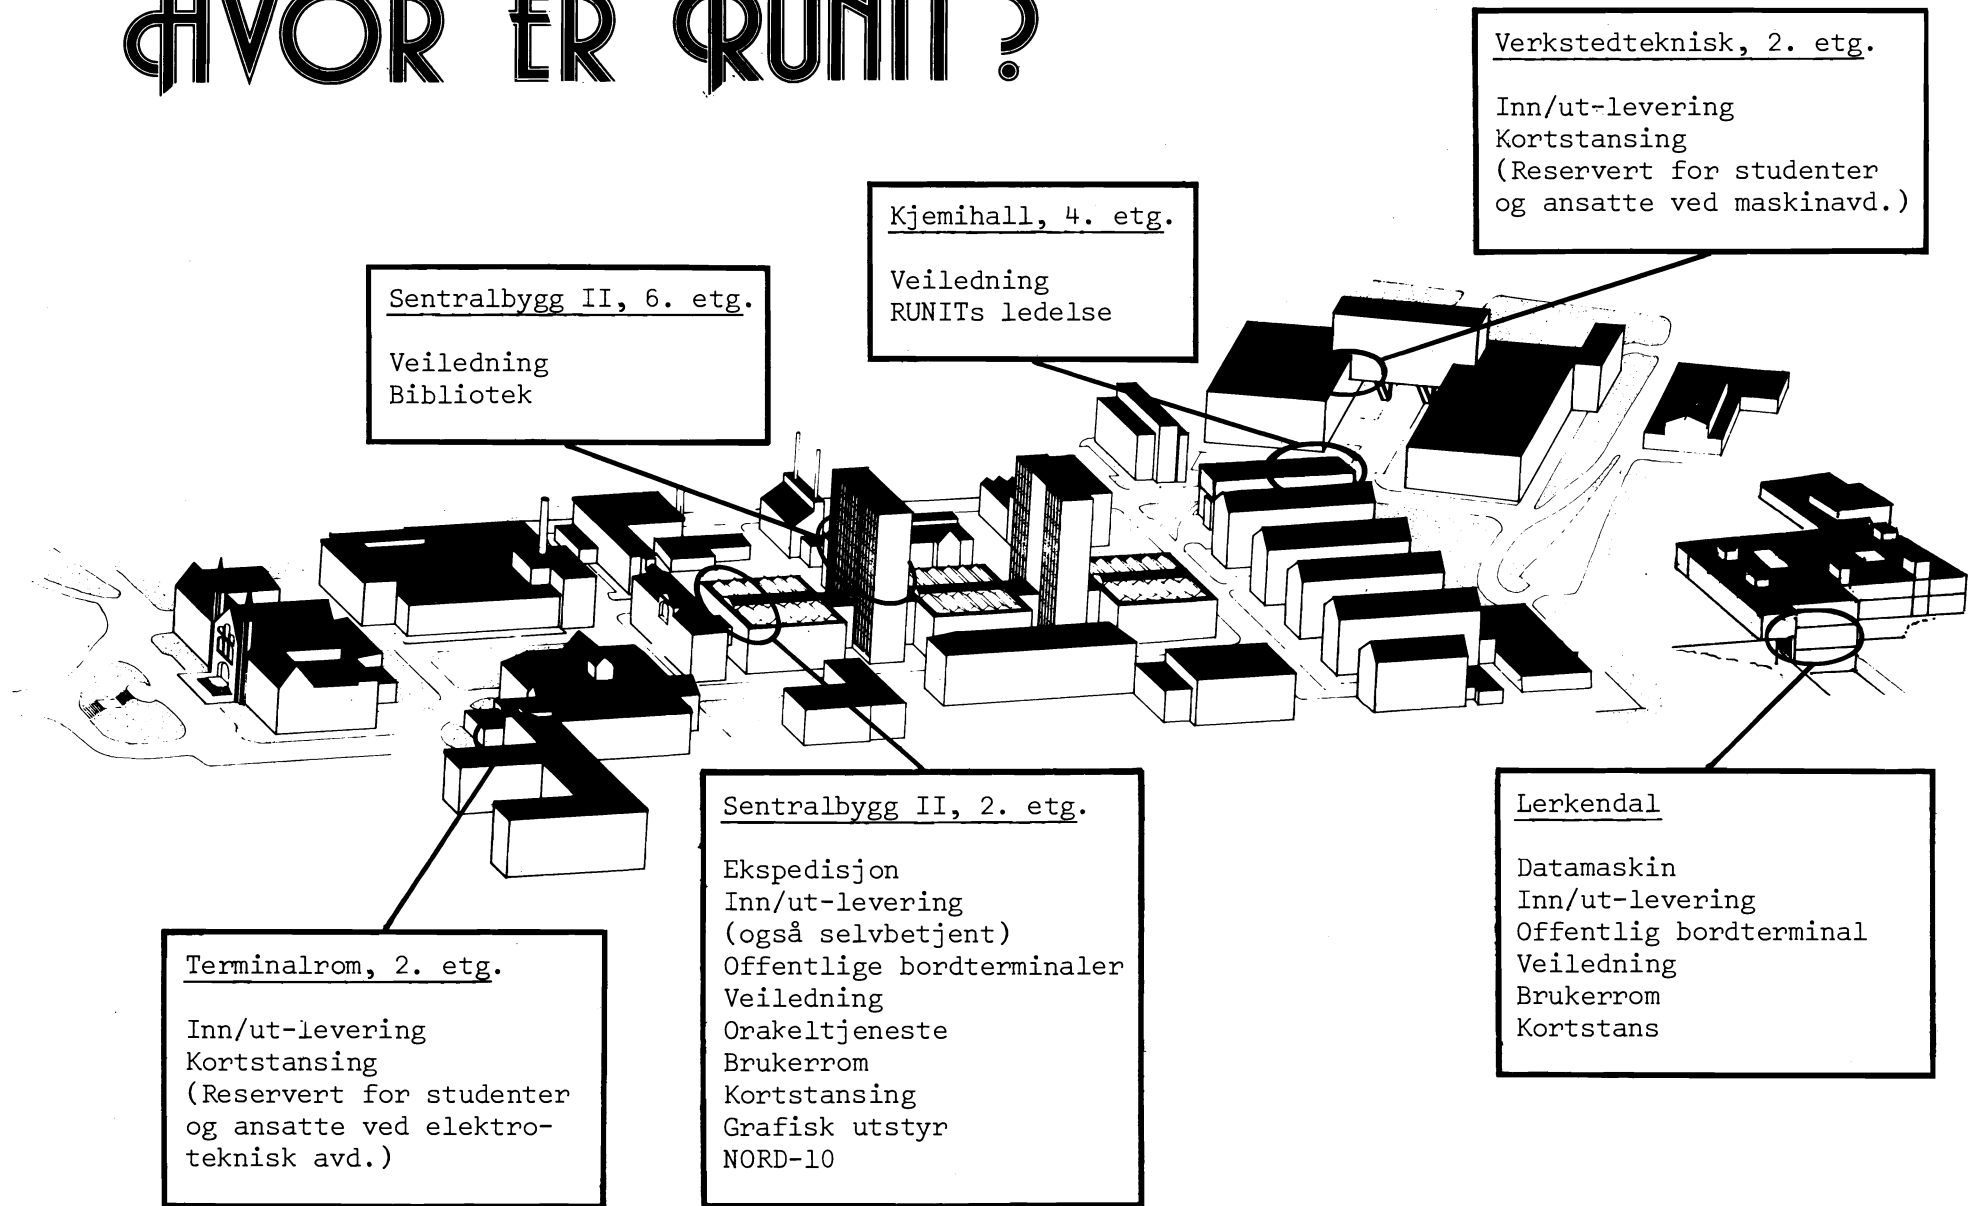 HVOR ER RUNIT?
Verkstedteknisk, 2. etg.
Inn/ut-levering
Kortstansing
(Reservert for studenter
og ansatte ved maskinavd.)
Kjemihall, 4. etg.
Veiledning
RUNITs ledelse
Sentralbygg II, 6. etg.
Veiledning
Bibliotek
Terminalrom, 2. etg.
Inn/ut-levering
Kortstansing
(Reservert for studenter
og ansatte ved elektro-
teknisk avd.)
Sentralbygg II, 2. etg.
Ekspedisjon
Inn/ut-levering
(også selvbetjent)
Offentlige bordterminaler
Veiledning
Orakeltjeneste
Brukerrom
Kortstansing
Grafisk utstyr
NORD-10
Lerkendal
Datamaskin
Inn/ut-levering
Offentlig bordterminal
Veiledning
Brukerrom
Kortstans